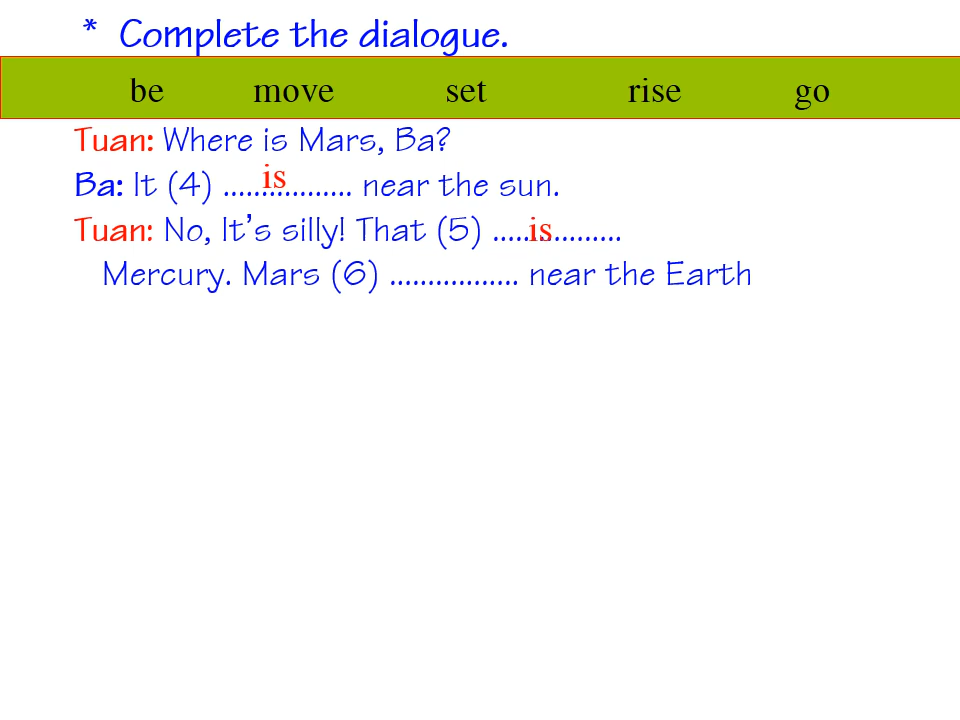 * Complete the dialogue.
be move set rise go
Tuan: Where is Mars, Ba?
Ba: It (4) ................. near the sun.
is
Tuan: No, It's silly! That (5) .................
is
Mercury. Mars (6) ................. near the Earth